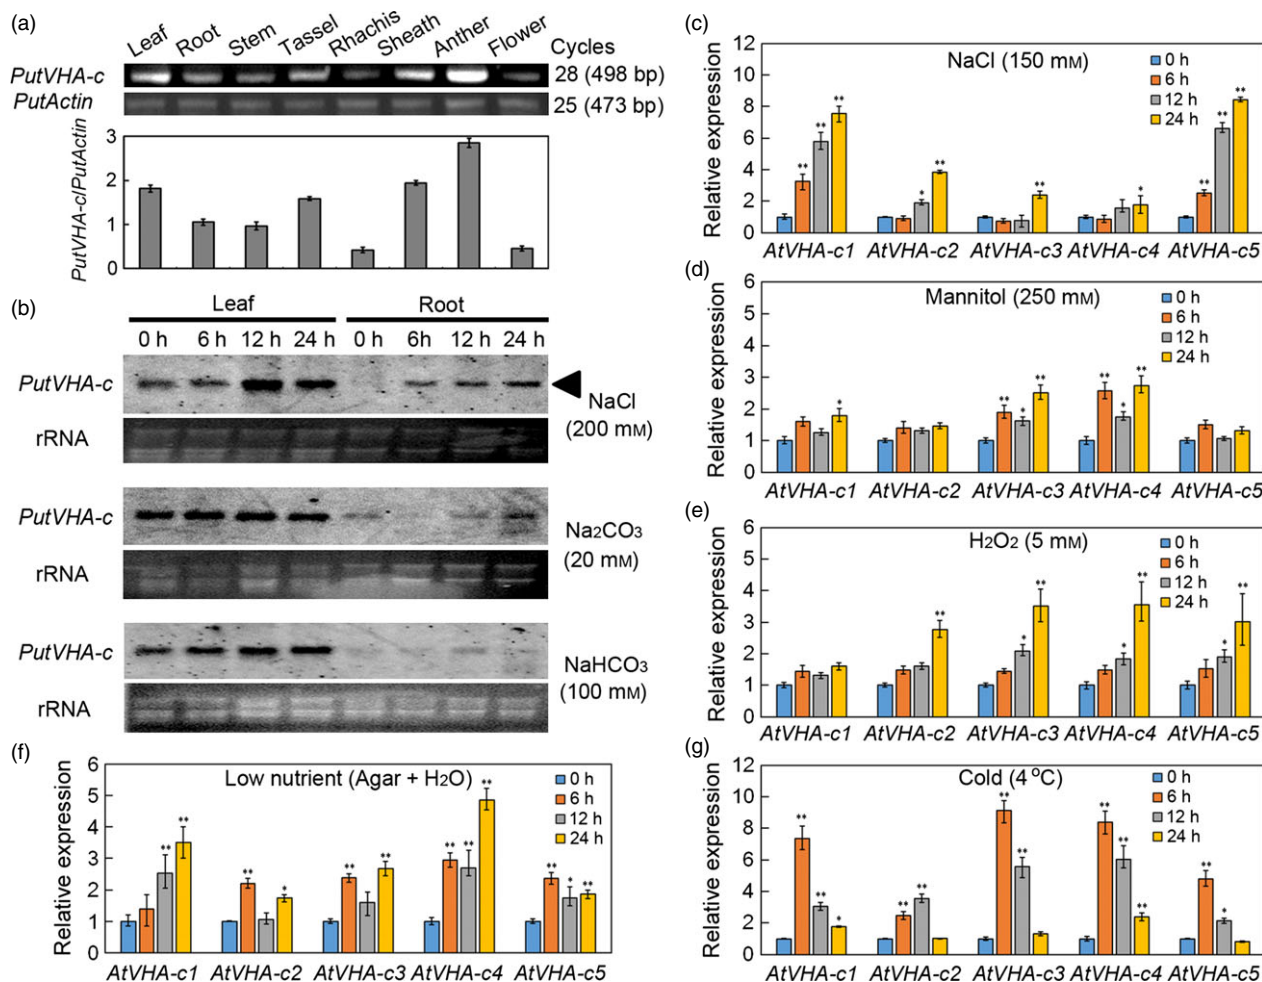 (a)
Leaf Root Stem Tassel Rhachis Sheath Anther Flower Cycles
PutVHA-c 28 (498 bp)
PutActin 25 (473 bp)
PutVHA-c/PutActin
3
2
1
0
(b)
Leaf Root
0 h 6 h 12 h 24 h 0 h 6h 12 h 24 h
PutVHA-c
NaCl
(200 mM)
rRNA
PutVHA-c
Na2CO3
(20 mM)
rRNA
PutVHA-c
NaHCO3
(100 mM)
rRNA
(c)
NaCl (150 mM)
Relative expression
12
10
8
6
4
2
0
0 h
6 h
12 h
24 h
** ** **
* **
**
*
** ** **
AtVHA-c1 AtVHA-c2 AtVHA-c3 AtVHA-c4 AtVHA-c5
(d)
Mannitol (250 mM)
Relative expression
6
5
4
3
2
1
0
0 h
6 h
12 h
24 h
*
** * **
** * **
AtVHA-c1 AtVHA-c2 AtVHA-c3 AtVHA-c4 AtVHA-c5
(e)
H2O2 (5 mM)
Relative expression
6
5
4
3
2
1
0
0 h
6 h
12 h
24 h
**
* **
* **
* **
AtVHA-c1 AtVHA-c2 AtVHA-c3 AtVHA-c4 AtVHA-c5
(f)
Low nutrient (Agar + H2O)
Relative expression
6
5
4
3
2
1
0
0 h
6 h
12 h
24 h
** **
** *
** **
** ** **
** * **
AtVHA-c1 AtVHA-c2 AtVHA-c3 AtVHA-c4 AtVHA-c5
(g)
Cold (4 °C)
Relative expression
12
10
8
6
4
2
0
0 h
6 h
12 h
24 h
** ** *
** **
** **
** ** **
** *
AtVHA-c1 AtVHA-c2 AtVHA-c3 AtVHA-c4 AtVHA-c5